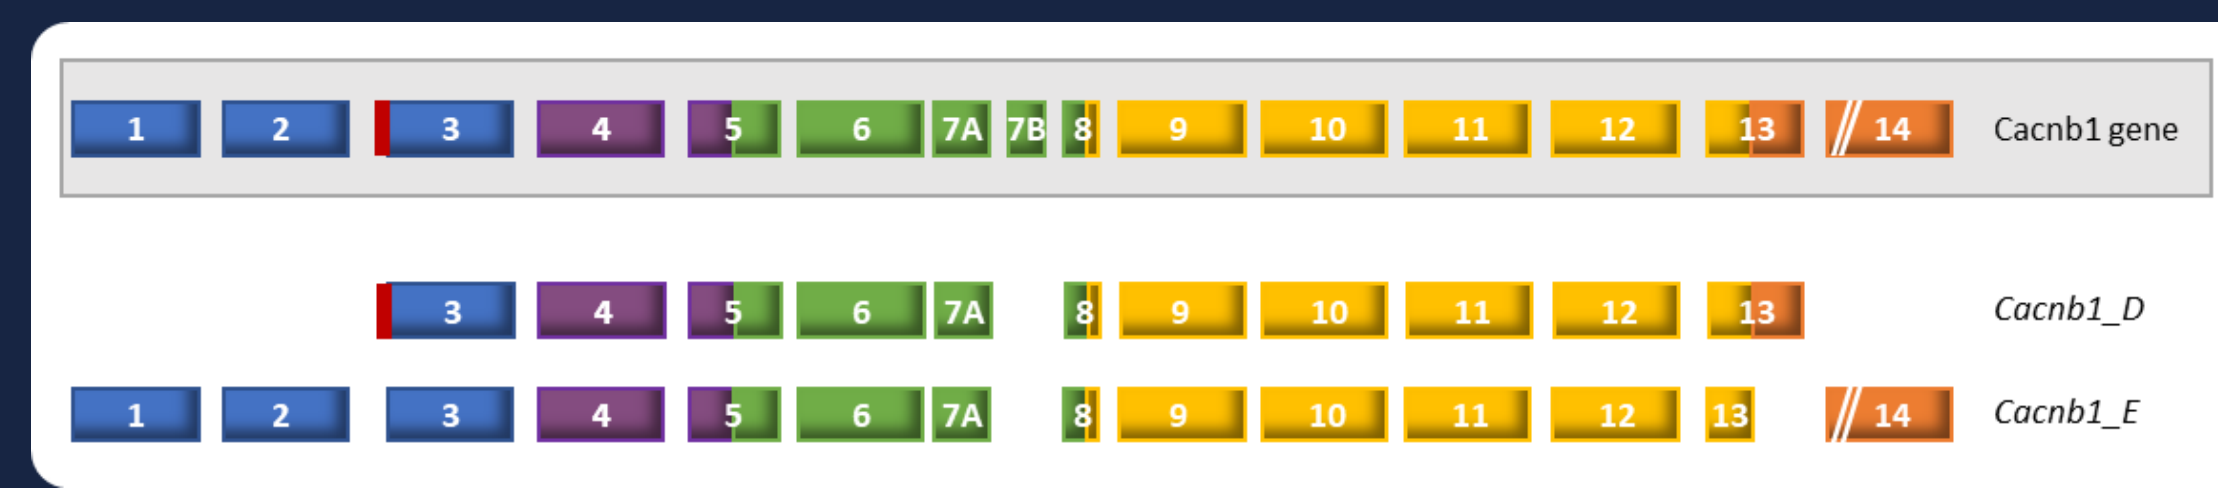 1 2 3 4 5 6 7A 7B 8 9 10 11 12 13 14 Cacnb1 gene
3 4 5 6 7A 8 9 10 11 12 13 Cacnb1_D
1 2 3 4 5 6 7A 8 9 10 11 12 13 14 Cacnb1_E